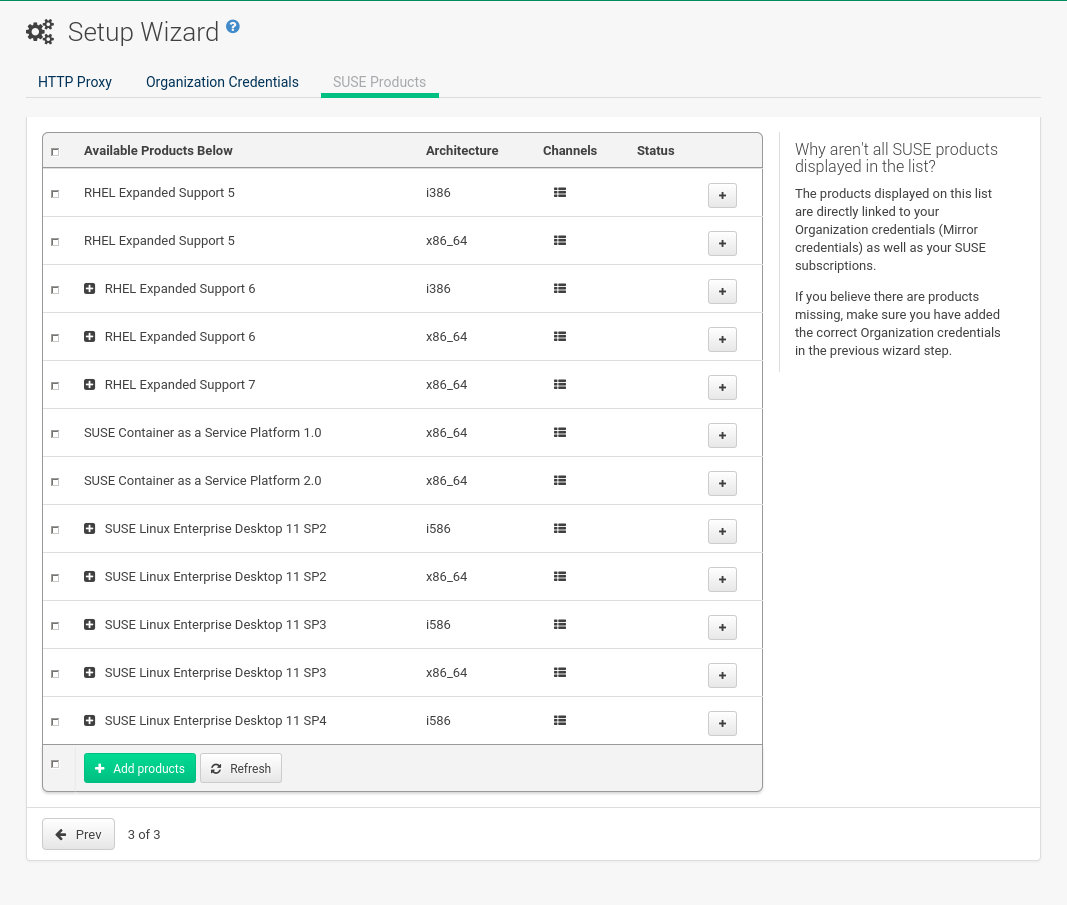 Setup Wizard
HTTP Proxy Organization Credentials SUSE Products
Available Products Below Architecture Channels Status
RHEL Expanded Support 5 i386
RHEL Expanded Support 5 x86_64
RHEL Expanded Support 6 i386
RHEL Expanded Support 6 x86_64
RHEL Expanded Support 7 x86_64
SUSE Container as a Service Platform 1.0 x86_64
SUSE Container as a Service Platform 2.0 x86_64
SUSE Linux Enterprise Desktop 11 SP2 i586
SUSE Linux Enterprise Desktop 11 SP2 x86_64
SUSE Linux Enterprise Desktop 11 SP3 i586
SUSE Linux Enterprise Desktop 11 SP3 x86_64
SUSE Linux Enterprise Desktop 11 SP4 i586
Add products Refresh
Why aren't all SUSE products
displayed in the list?
The products displayed on this list
are directly linked to your
Organization credentials (Mirror
credentials) as well as your SUSE
subscriptions.
If you believe there are products
missing, make sure you have added
the correct Organization credentials
in the previous wizard step.
Prev 3 of 3